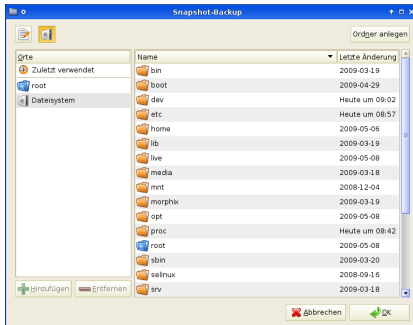 Snapshot-Backup
Ordner anlegen
Orte
Zuletzt verwendet
root
Dateisystem
Hinzufügen
Entfernen
Name Letzte Änderung
bin 2009-03-19
boot 2009-04-29
dev Heute um 09:02
etc Heute um 08:57
home 2009-05-06
lib 2009-03-19
live 2009-05-08
media 2009-03-18
mnt 2008-12-04
morphix 2009-03-19
opt 2009-05-08
proc Heute um 08:42
root 2009-05-08
sbin 2009-03-20
selinux 2008-09-16
srv 2009-03-18
Abbrechen
OK